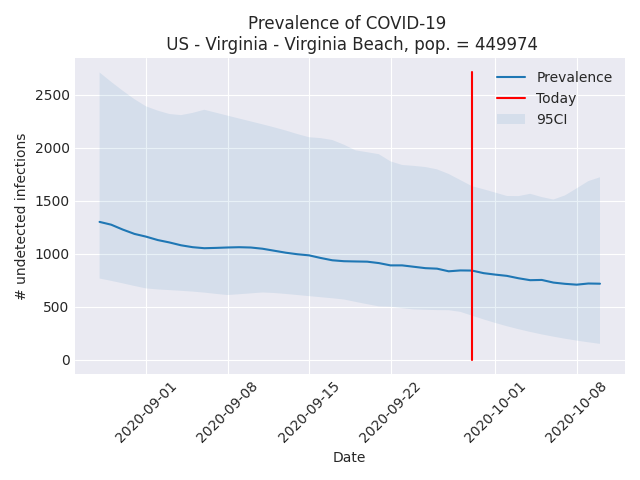 Prevalence of COVID-19
US - Virginia - Virginia Beach, pop. = 449974
Prevalence
Today
95CI
# undetected infections
2500
2000
1500
1000
500
0
2020-09-01
2020-09-08
2020-09-15
2020-09-22
2020-10-01
2020-10-08
Date